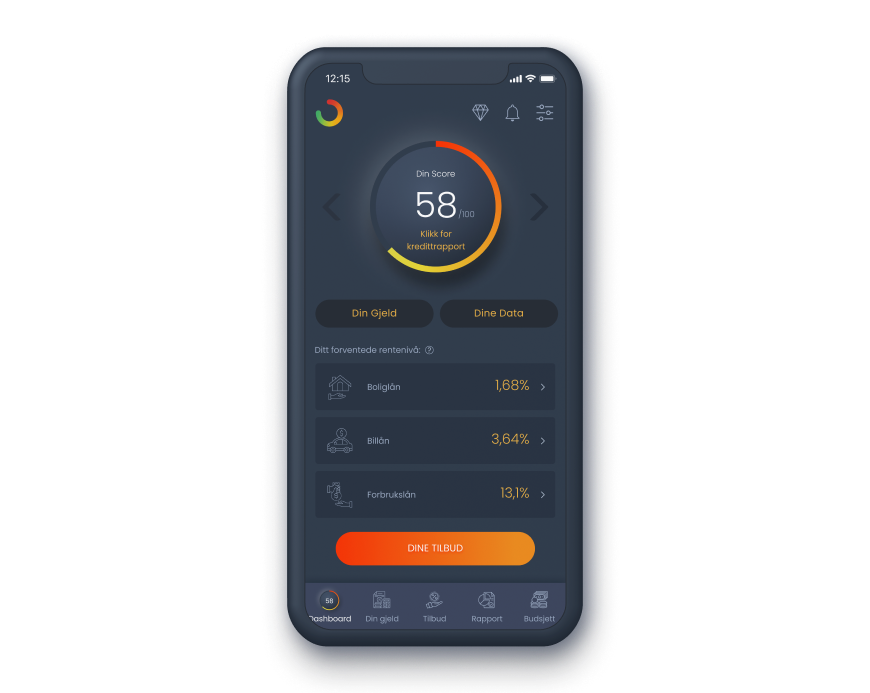 12:15
Din Score
58/100
Klikk for
kredittrapport
Din Gjeld
Dine Data
Ditt forventede rentenivå: ?
Boliglån
1,68%
Billån
3,64%
Forbrukslån
13,1%
DINE TILBUD
58
Dashboard
Din gjeld
Tilbud
Rapport
Budsjett